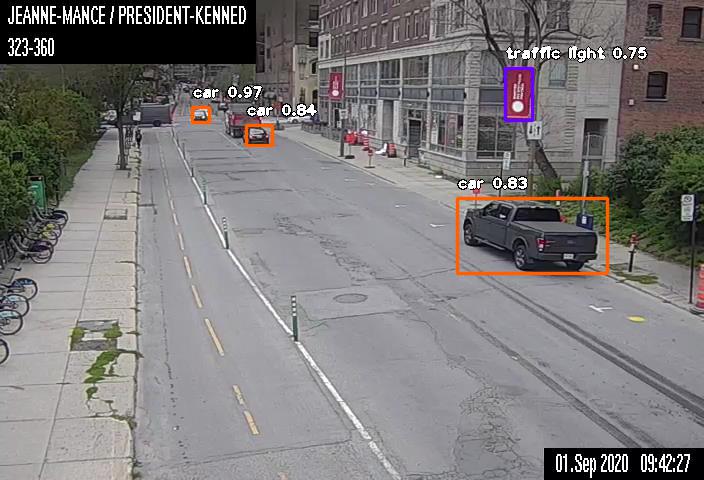 JEANNE-MANCE / PRESIDENT-KENNED
323-360
traffic light 0.75
car 0.97
car 0.84
car 0.83
01.Sep 2020 09:42:27